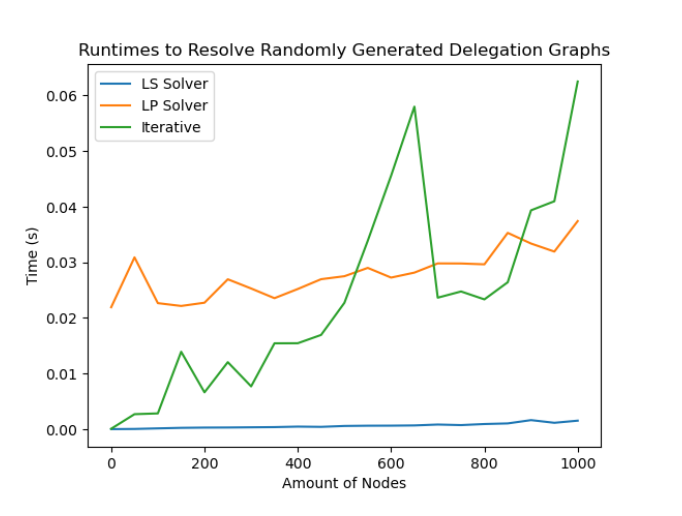 Runtimes to Resolve Randomly Generated Delegation Graphs
LS Solver
LP Solver
Iterative
0.06
0.05
0.04
0.03
0.02
0.01
0.00
Time (s)
0 200 400 600 800 1000
Amount of Nodes